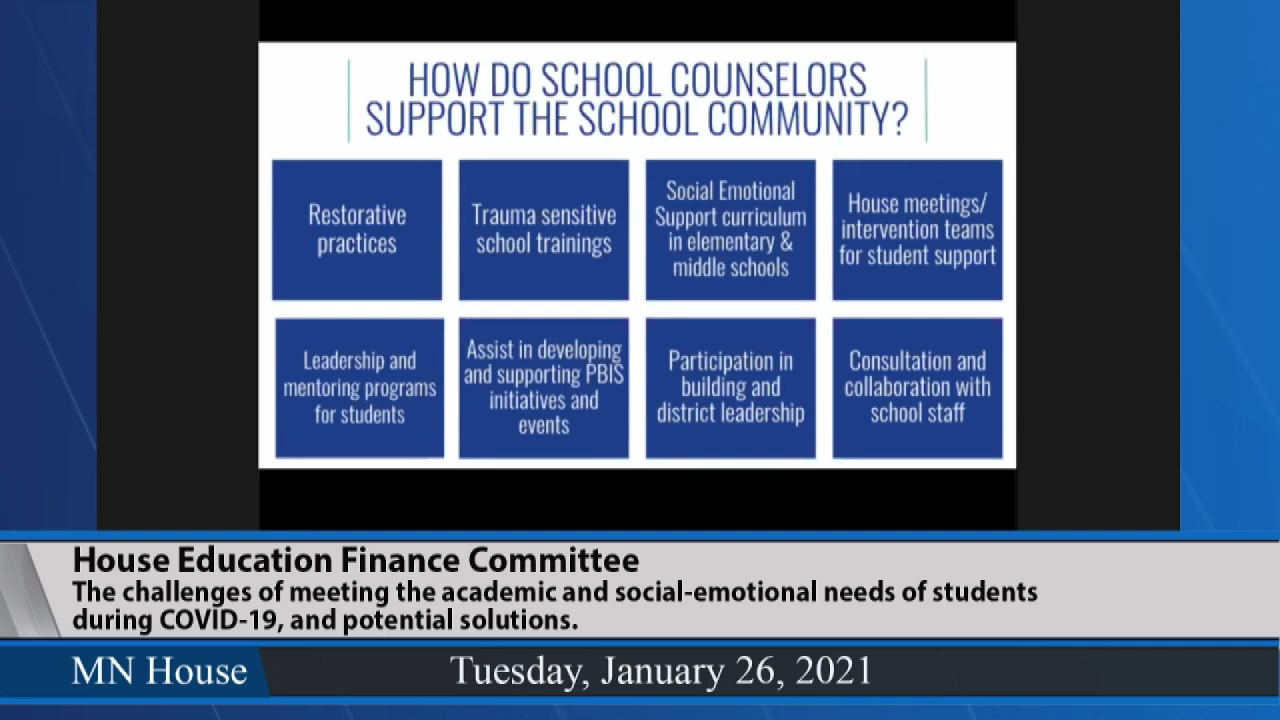 HOW DO SCHOOL COUNSELORS
SUPPORT THE SCHOOL COMMUNITY?
Restorative
practices
Trauma sensitive
school trainings
Social Emotional
Support curriculum
in elementary &
middle schools
House meetings/
intervention teams
for student support
Leadership and
mentoring programs
for students
Assist in developing
and supporting PBIS
initiatives and
events
Participation in
building and
district leadership
Consultation and
collaboration with
school staff
House Education Finance Committee
The challenges of meeting the academic and social-emotional needs of students
during COVID-19, and potential solutions.
MN House
Tuesday, January 26, 2021